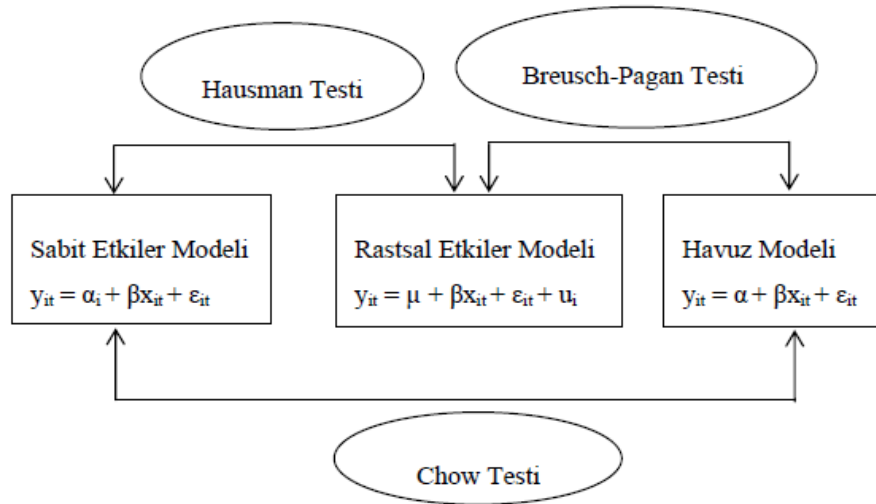 Hausman Testi
Breusch-Pagan Testi
Sabit Etkiler Modeli
yᵢₜ = αᵢ + βxᵢₜ + εᵢₜ
Rastsal Etkiler Modeli
yᵢₜ = μ + βxᵢₜ + εᵢₜ + uᵢ
Havuz Modeli
yᵢₜ = α + βxᵢₜ + εᵢₜ
Chow Testi